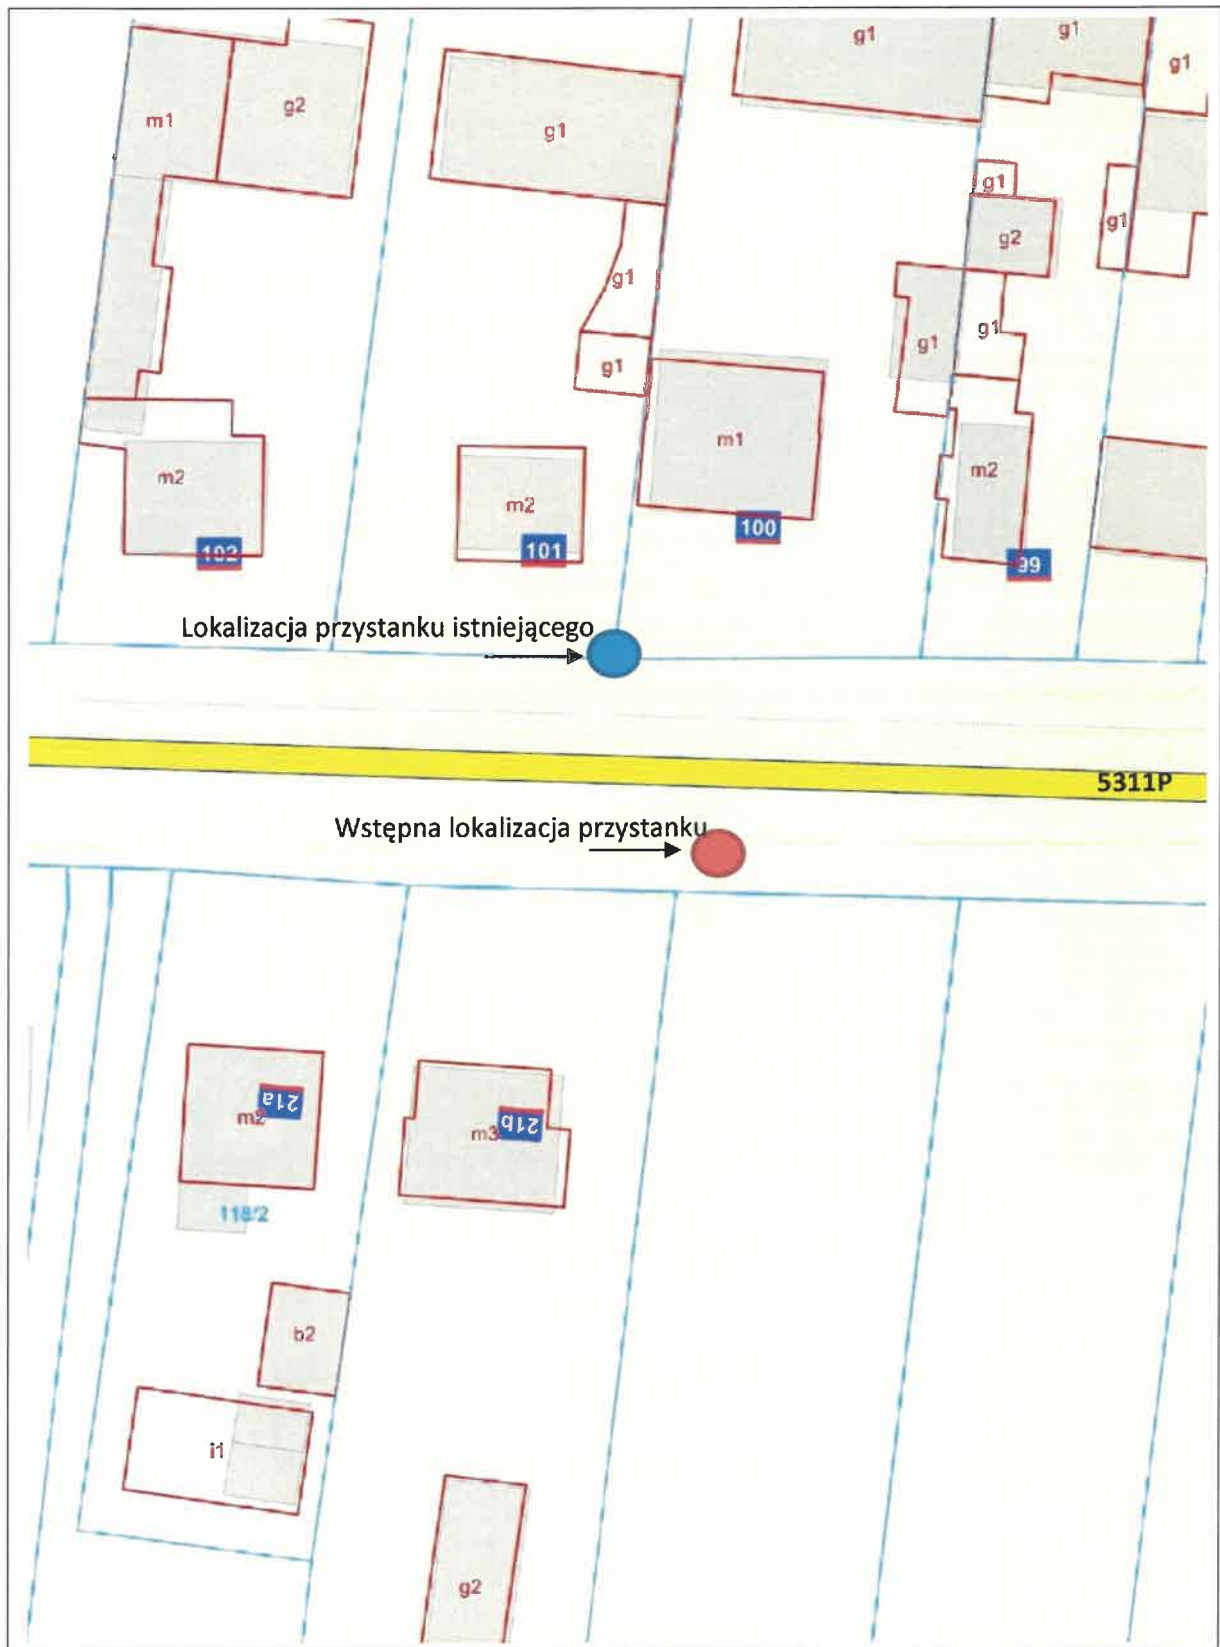 g1
g1
g1
g2
m1
g1
g1
g1
g2
g1
g1
g1
g1
g1
m1
m2
m2
m2
102
101
100
99
Lokalizacja przystanku istniejącego
5311P
Wstępna lokalizacja przystanku
21a
m2
21b
m3
118/2
b2
i1
g2